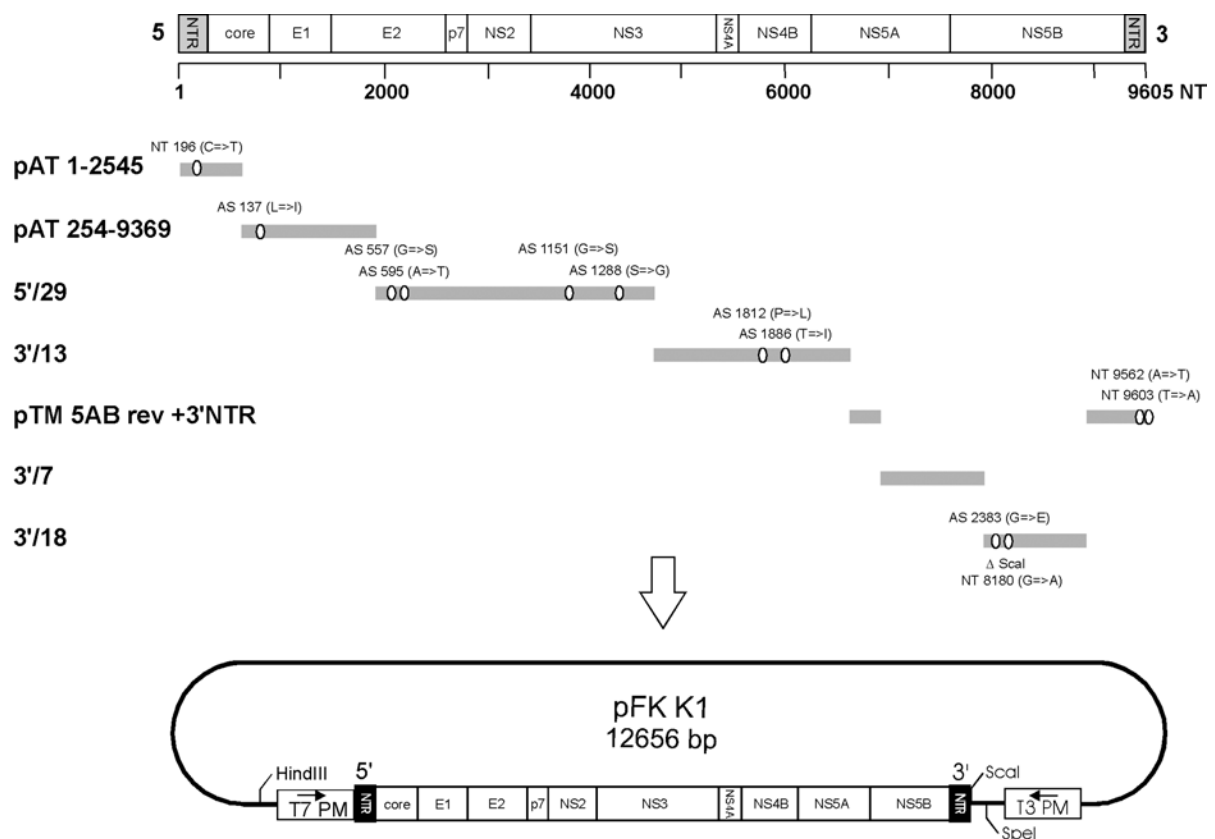 5 NTR core E1 E2 p7 NS2 NS3 NS4A NS4B NS5A NS5B NTR 3
1 2000 4000 6000 8000 9605 NT
NT 196 (C=>T)
pAT 1-2545
AS 137 (L=>I)
pAT 254-9369
AS 557 (G=>S) AS 1151 (G=>S)
AS 595 (A=>T) AS 1288 (S=>G)
5'/29
AS 1812 (P=>L)
AS 1886 (T=>I)
3'/13
NT 9562 (A=>T)
NT 9603 (T=>A)
pTM 5AB rev +3'NTR
3'/7
AS 2383 (G=>E)
3'/18
Δ ScaI
NT 8180 (G=>A)
pFK K1
12656 bp
HindIII 5' 3' ScaI
T7 PM NTR core E1 E2 p7 NS2 NS3 NS4A NS4B NS5A NS5B NTR T3 PM
SpeI